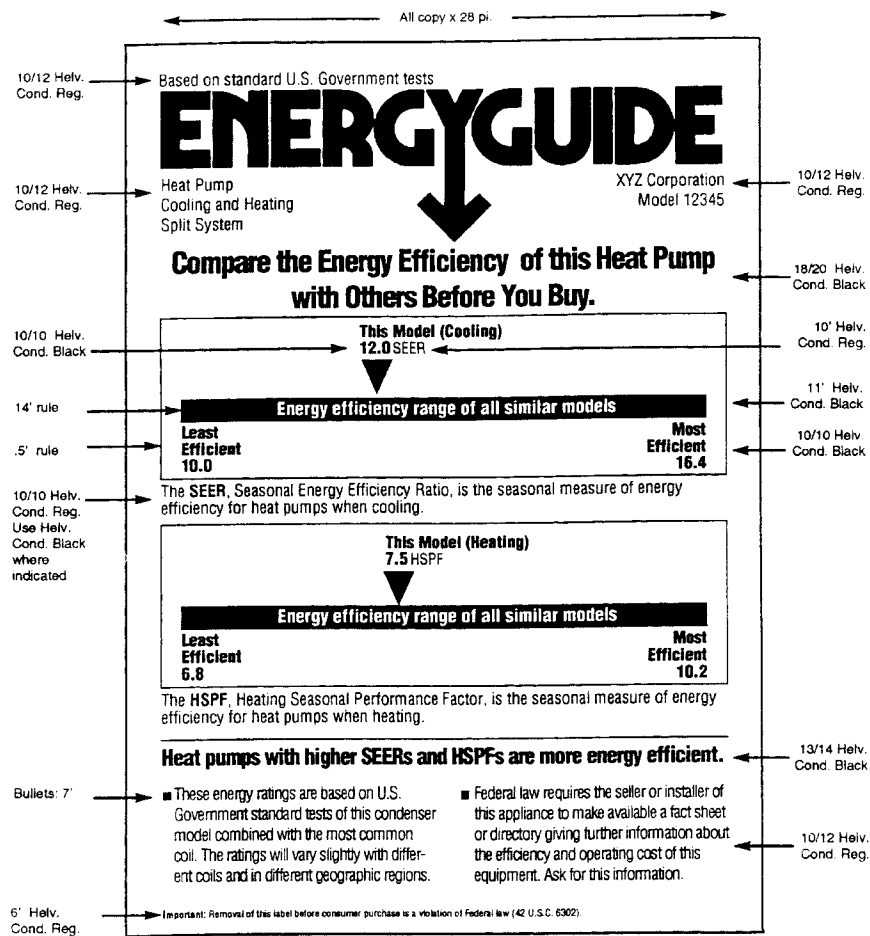 All copy x 28 pi.
10/12 Helv.
Cond. Reg.
Based on standard U.S. Government tests
ENERGYGUIDE
10/12 Helv.
Cond. Reg.
Heat Pump
Cooling and Heating
Split System
XYZ Corporation
Model 12345
10/12 Helv.
Cond. Reg.
Compare the Energy Efficiency of this Heat Pump
with Others Before You Buy.
18/20 Helv.
Cond. Black
This Model (Cooling)
12.0 SEER
10/10 Helv.
Cond. Black
10' Helv.
Cond. Reg.
14' rule
Energy efficiency range of all similar models
11' Helv.
Cond. Black
.5' rule
Least
Efficient
10.0
Most
Efficient
16.4
10/10 Helv.
Cond. Black
10/10 Helv.
Cond. Reg.
Use Helv.
Cond. Black
where
indicated
The SEER, Seasonal Energy Efficiency Ratio, is the seasonal measure of energy
efficiency for heat pumps when cooling.
This Model (Heating)
7.5 HSPF
Energy efficiency range of all similar models
Least
Efficient
6.8
Most
Efficient
10.2
The HSPF, Heating Seasonal Performance Factor, is the seasonal measure of energy
efficiency for heat pumps when heating.
Heat pumps with higher SEERs and HSPFs are more energy efficient.
13/14 Helv.
Cond. Black
Bullets: 7'
■ These energy ratings are based on U.S.
Government standard tests of this condenser
model combined with the most common
coil. The ratings will vary slightly with differ-
ent coils and in different geographic regions.
■ Federal law requires the seller or installer of
this appliance to make available a fact sheet
or directory giving further information about
the efficiency and operating cost of this
equipment. Ask for this information.
10/12 Helv.
Cond. Reg.
6' Helv.
Cond. Reg.
Important: Removal of this label before consumer purchase is a violation of Federal law (42 U.S.C. 6302).